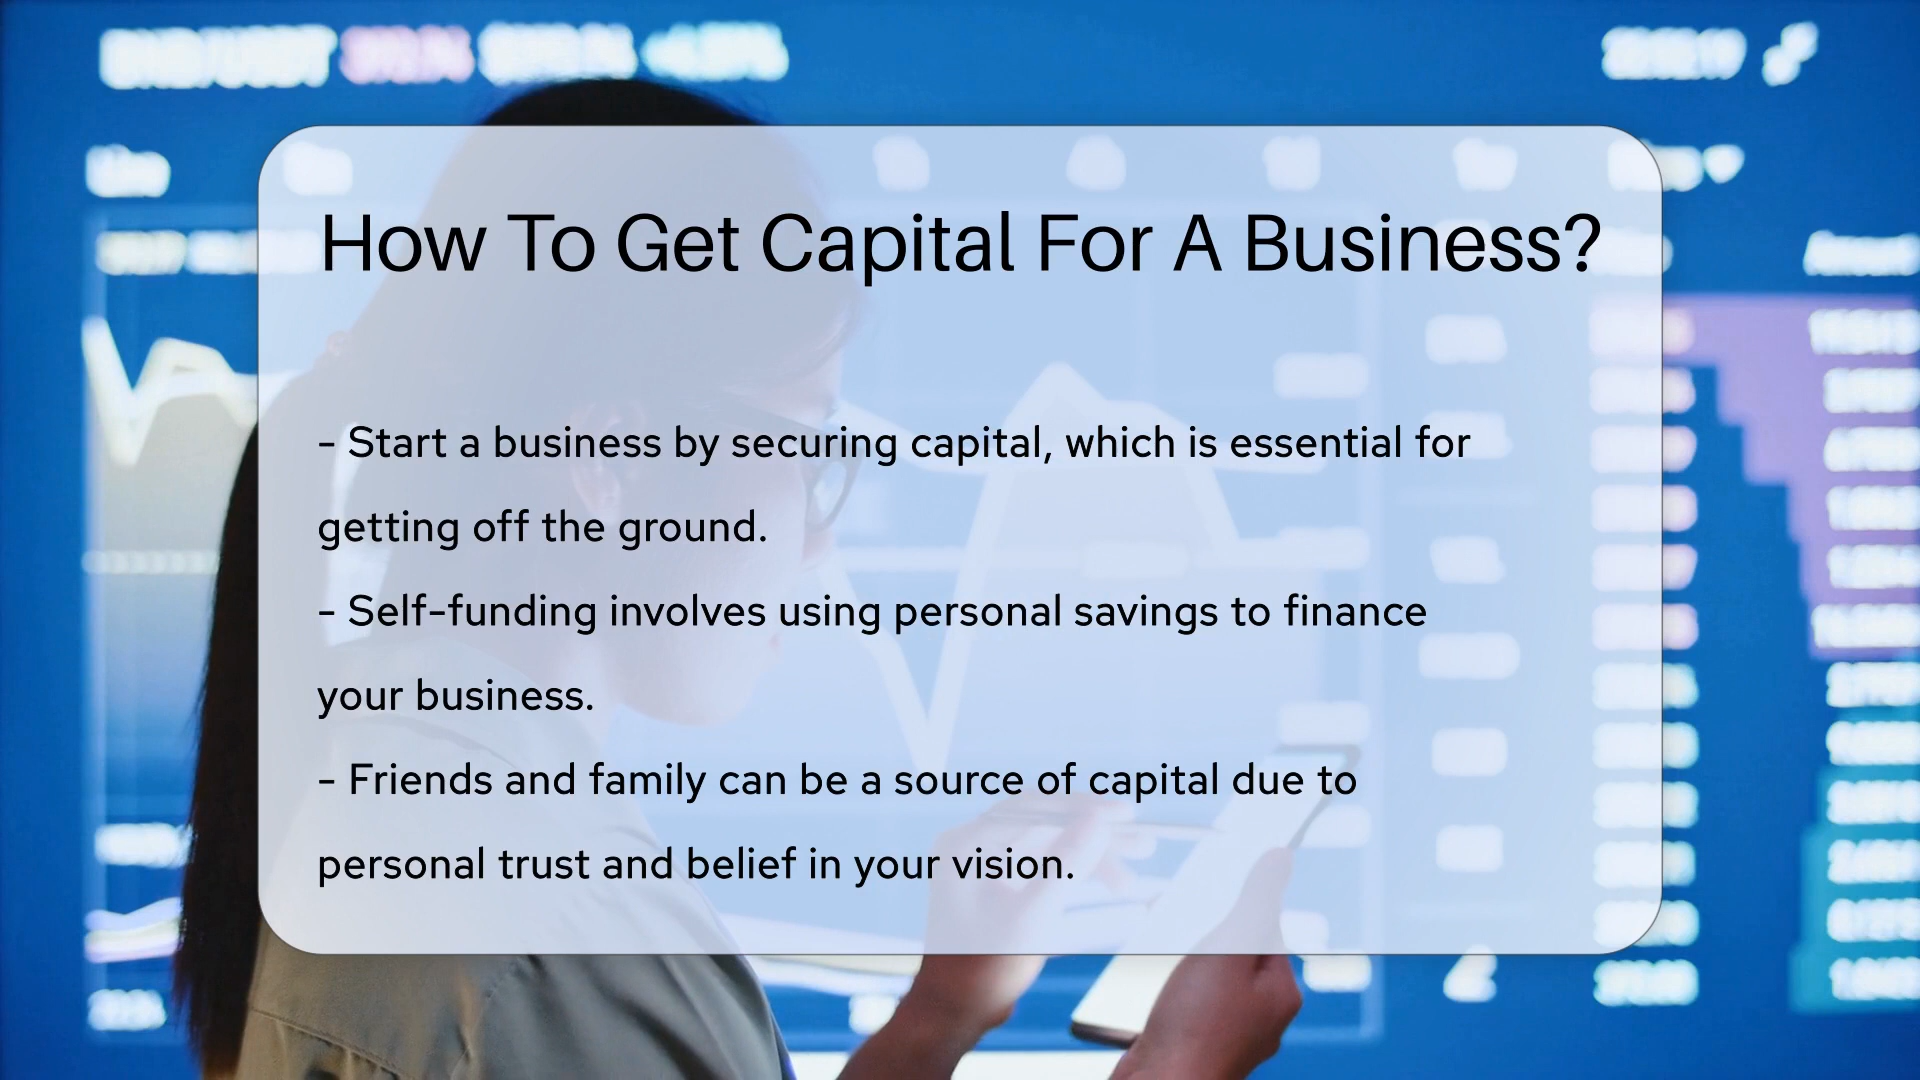 How To Get Capital For A Business?
- Start a business by securing capital, which is essential for
getting off the ground.
- Self-funding involves using personal savings to finance
your business.
- Friends and family can be a source of capital due to
personal trust and belief in your vision.